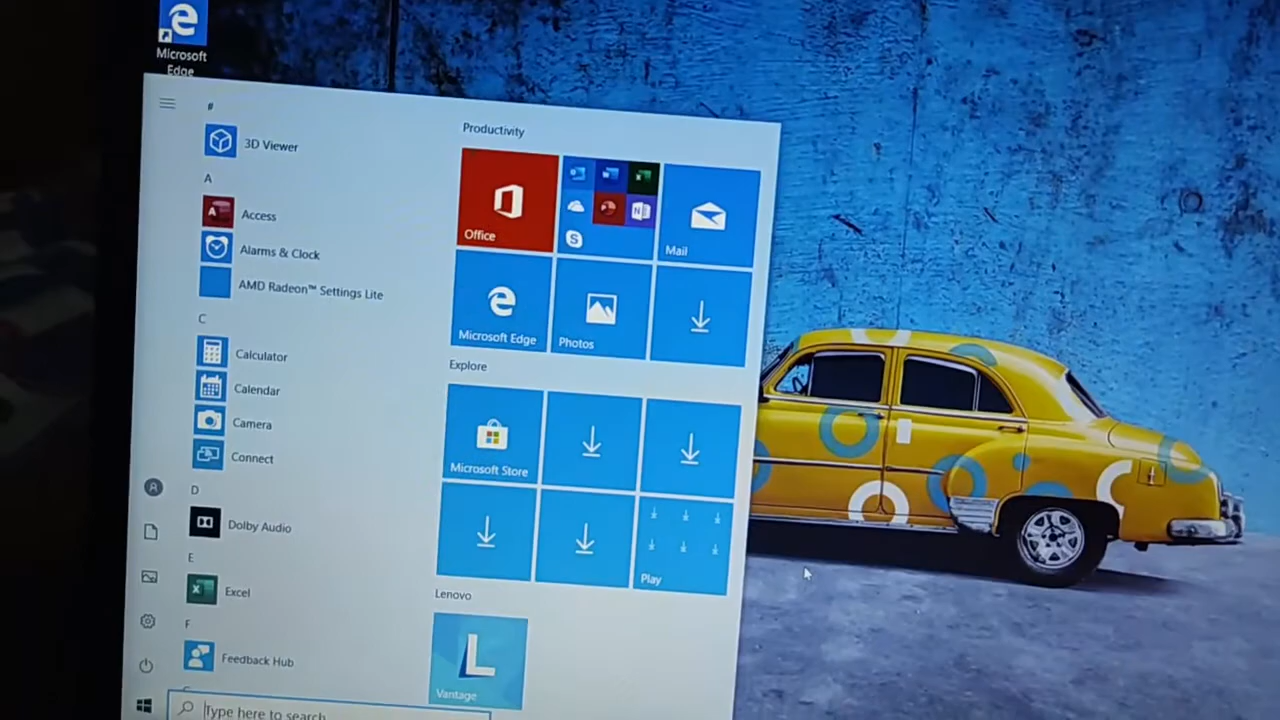 Microsoft
Edge
#
3D Viewer
A
Access
Alarms & Clock
AMD Radeon™ Settings Lite
C
Calculator
Calendar
Camera
Connect
D
Dolby Audio
E
Excel
F
Feedback Hub
Type here to search
Productivity
Office
Mail
Microsoft Edge
Photos
Explore
Microsoft Store
Play
Lenovo
Vantage